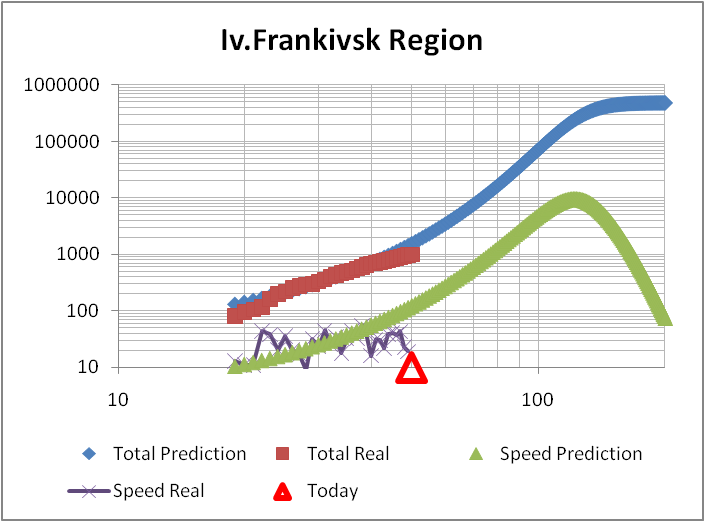 Iv.Frankivsk Region
1000000
100000
10000
1000
100
10
10 100
Total Prediction Total Real Speed Prediction
Speed Real Today